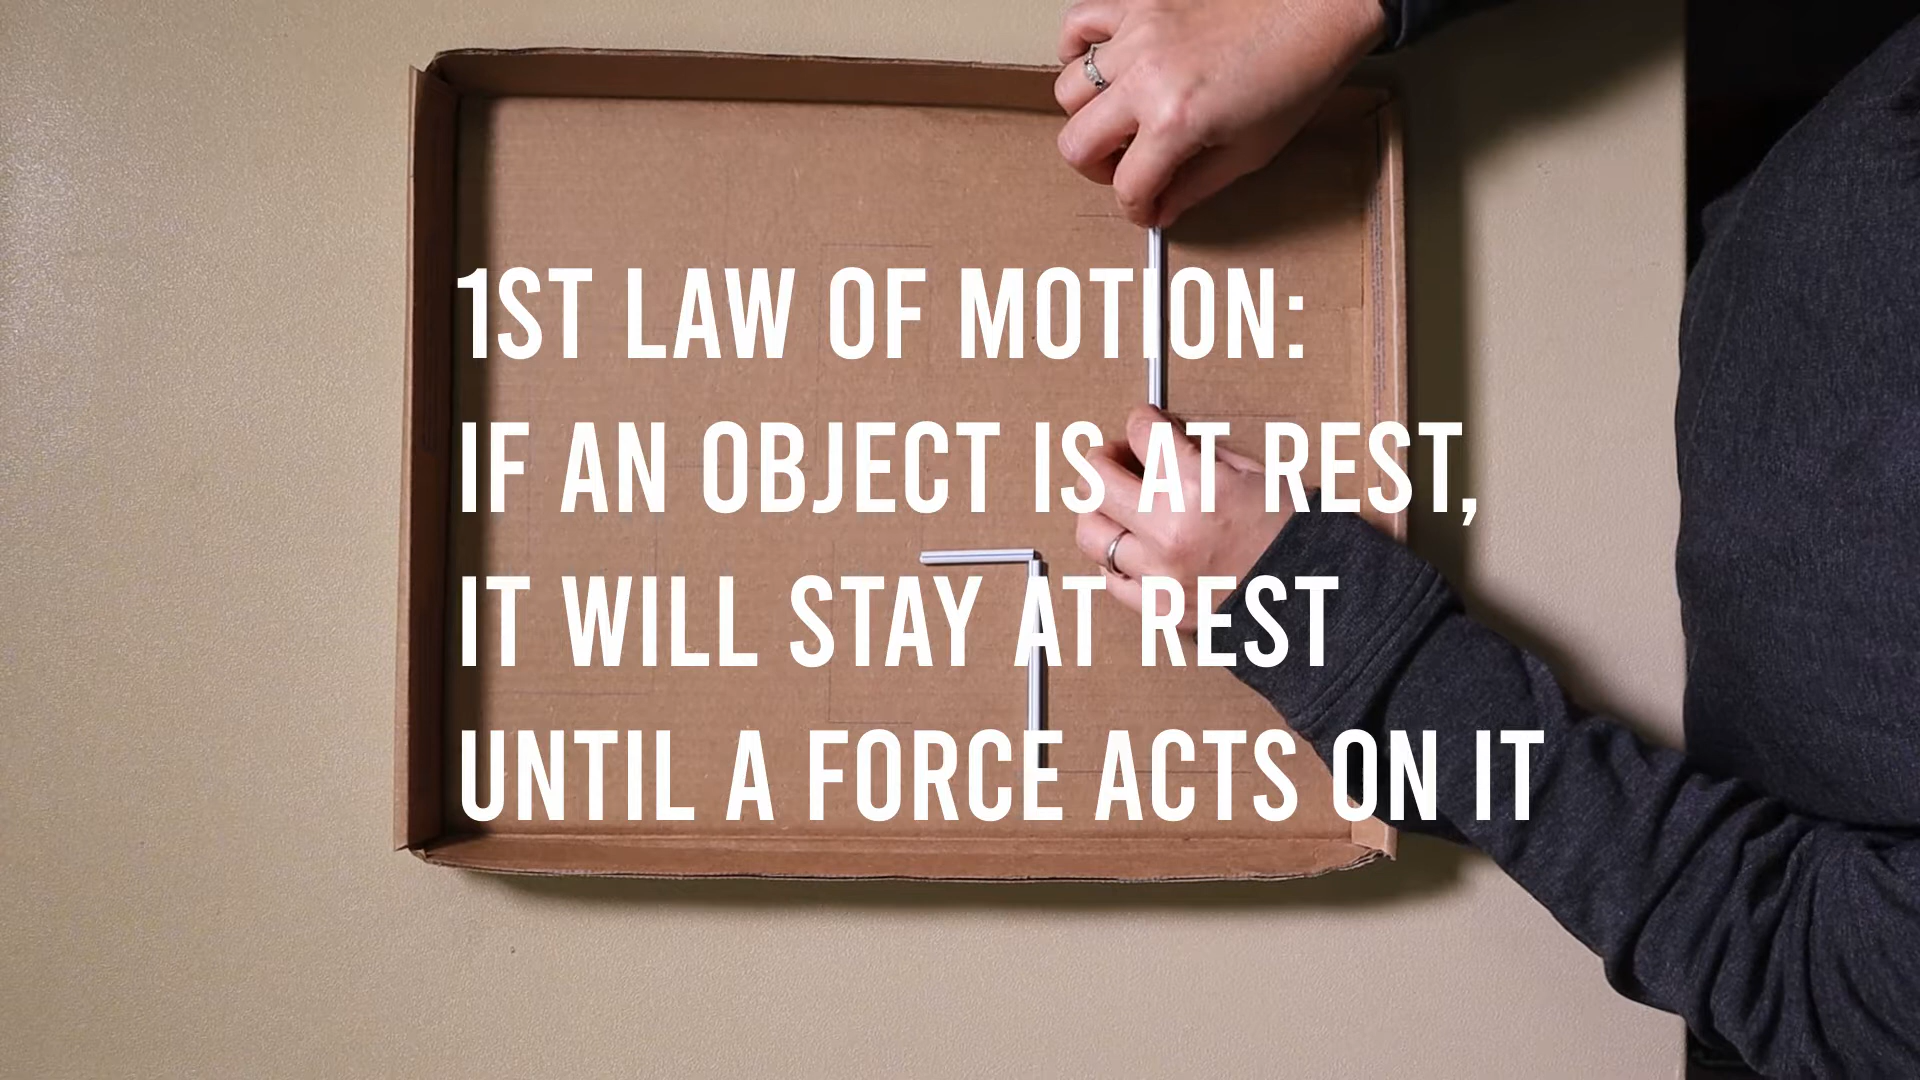 1ST LAW OF MOTION:
IF AN OBJECT IS AT REST,
IT WILL STAY AT REST
UNTIL A FORCE ACTS ON IT